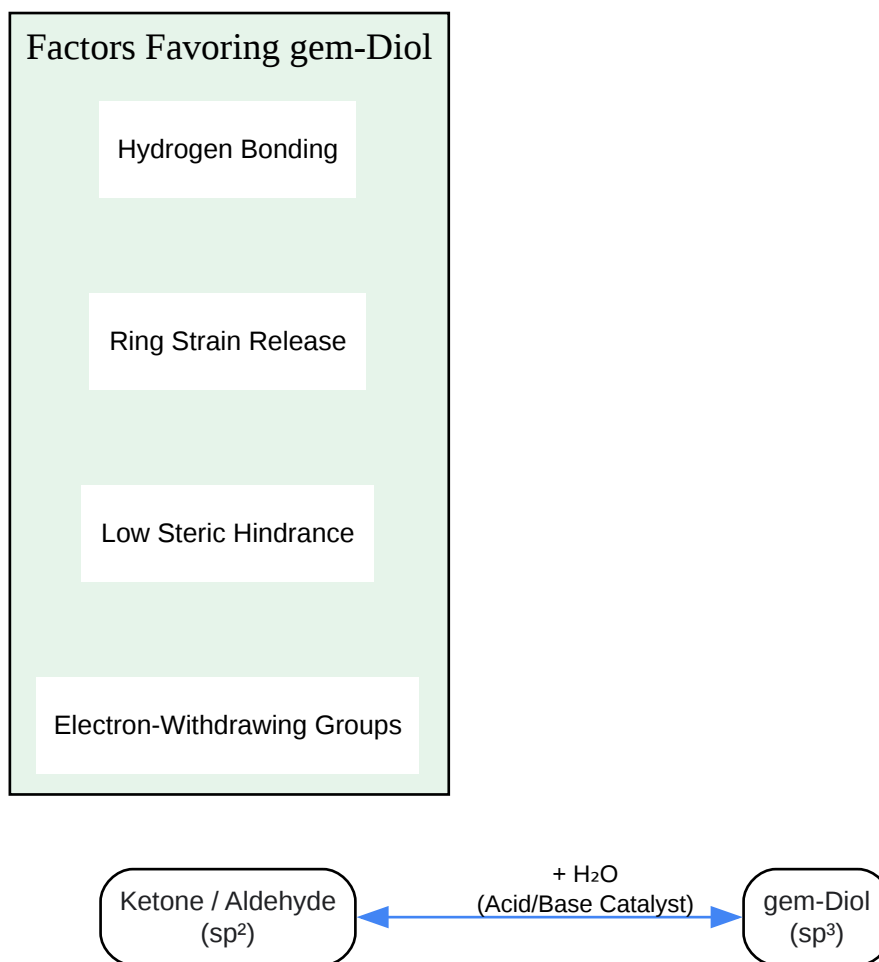 Factors Favoring gem-Diol
Hydrogen Bonding
Ring Strain Release
Low Steric Hindrance
Electron-Withdrawing Groups
+ H₂O
(Acid/Base Catalyst)
Ketone / Aldehyde
(sp²)
gem-Diol
(sp³)